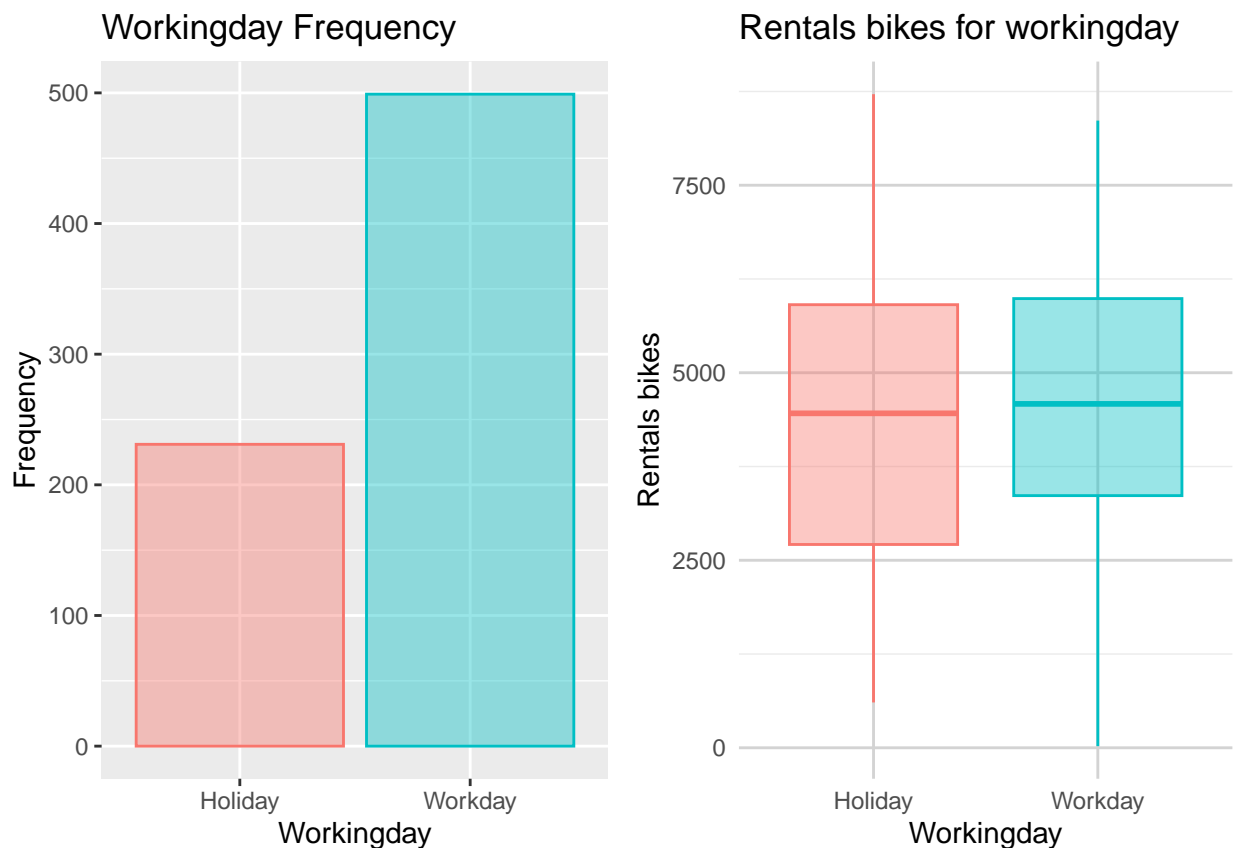 Workingday Frequency
Frequency
500
400
300
200
100
0
Holiday
Workday
Workingday
Rentals bikes for workingday
Rentals bikes
7500
5000
2500
0
Holiday
Workday
Workingday